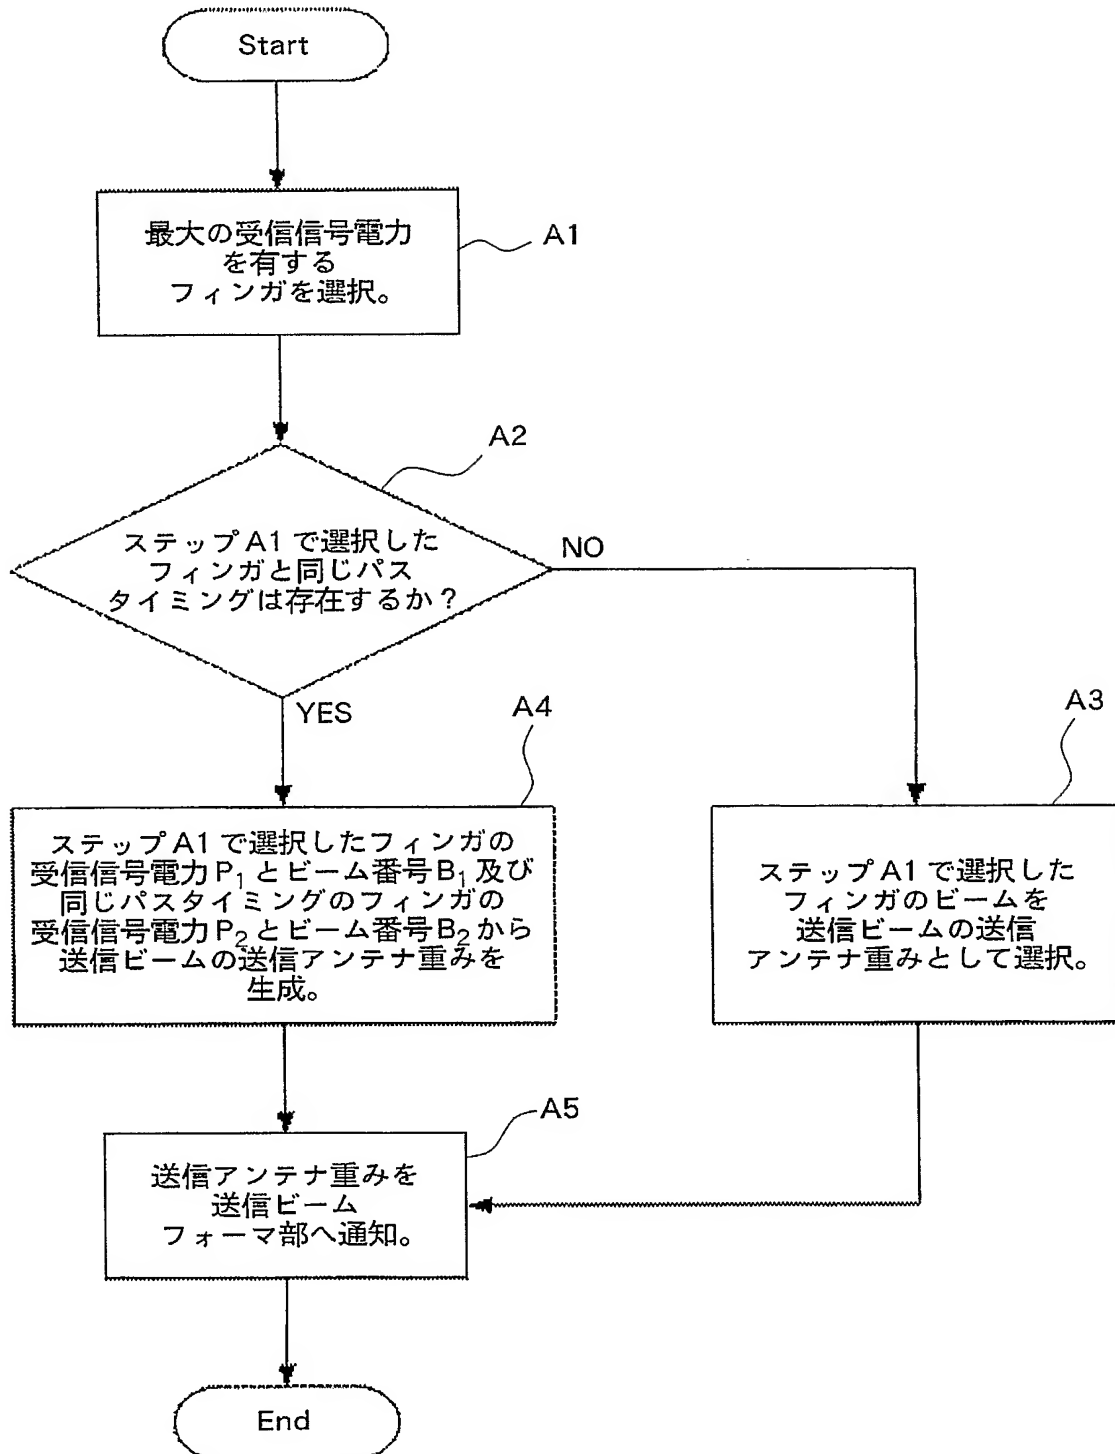 Start
最大の受信信号電力
を有する
フィンガを選択。
A1
A2
ステップA1で選択した
フィンガと同じパス
タイミングは存在するか?
NO
YES
A4
A3
ステップA1で選択したフィンガの
受信信号電力P1とビーム番号B1及び
同じパスタイミングのフィンガの
受信信号電力P2とビーム番号B2から
送信ビームの送信アンテナ重みを
生成。
ステップA1で選択した
フィンガのビームを
送信ビームの送信
アンテナ重みとして選択。
A5
送信アンテナ重みを
送信ビーム
フォーマ部へ通知。
End